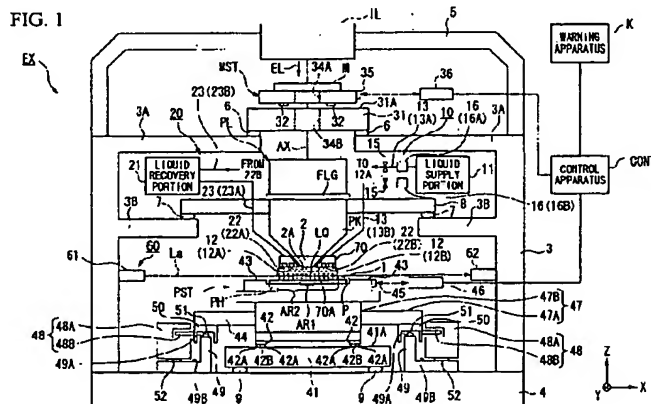 FIG. 1
IL
5
K
WARNING APPARATUS
EX
EL
M
MST
34A
35
36
23 (23B)
20
6
32
32
31A
31
6
13 (13A)
10
16 (16A)
3A
3A
PL
34B
AX
15
LIQUID RECOVERY PORTION
21
FROM 22B
FLG
TO 12A
LIQUID SUPPLY PORTION
11
CONTROL APPARATUS
CONT
23 (23A)
15
3B
7
PK
13 (13B)
8
16 (16B)
7
3B
22 (22A)
2
2A
LQ
22 (22B)
3
12 (12A)
70
12 (12B)
61
60
La
43
1
43
62
PST
PH
AR2
AR1
70A
P
45
46
47B
47
47A
50
51
44
42
42
41A
51
50
48A
48
48B
49A
42A
42B
42A
42A
42B
42A
41
48A
48
48B
52
49
49B
9
9
49A
49
49B
52
4
Z
Y
X